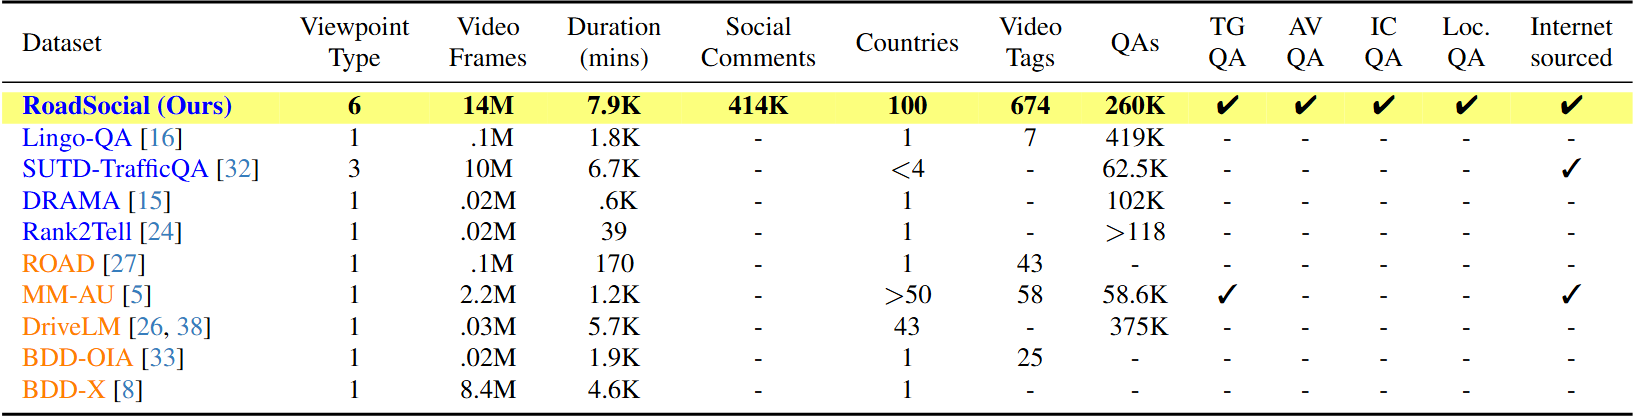 Dataset Viewpoint Type Video Frames Duration (mins) Social Comments Countries Video Tags QAs TG QA AV QA IC QA Loc. QA Internet sourced
RoadSocial (Ours) 6 14M 7.9K 414K 100 674 260K ✔ ✔ ✔ ✔ ✔
Lingo-QA [16] 1 .1M 1.8K - 1 7 419K - - - - -
SUTD-TrafficQA [32] 3 10M 6.7K - <4 - 62.5K - - - - ✓
DRAMA [15] 1 .02M .6K - 1 - 102K - - - - -
Rank2Tell [24] 1 .02M 39 - 1 - >118 - - - - -
ROAD [27] 1 .1M 170 - 1 43 - - - - - -
MM-AU [5] 1 2.2M 1.2K - >50 58 58.6K ✓ - - - ✓
DriveLM [26, 38] 1 .03M 5.7K - 43 - 375K - - - - -
BDD-OIA [33] 1 .02M 1.9K - 1 25 - - - - - -
BDD-X [8] 1 8.4M 4.6K - 1 - - - - - - -